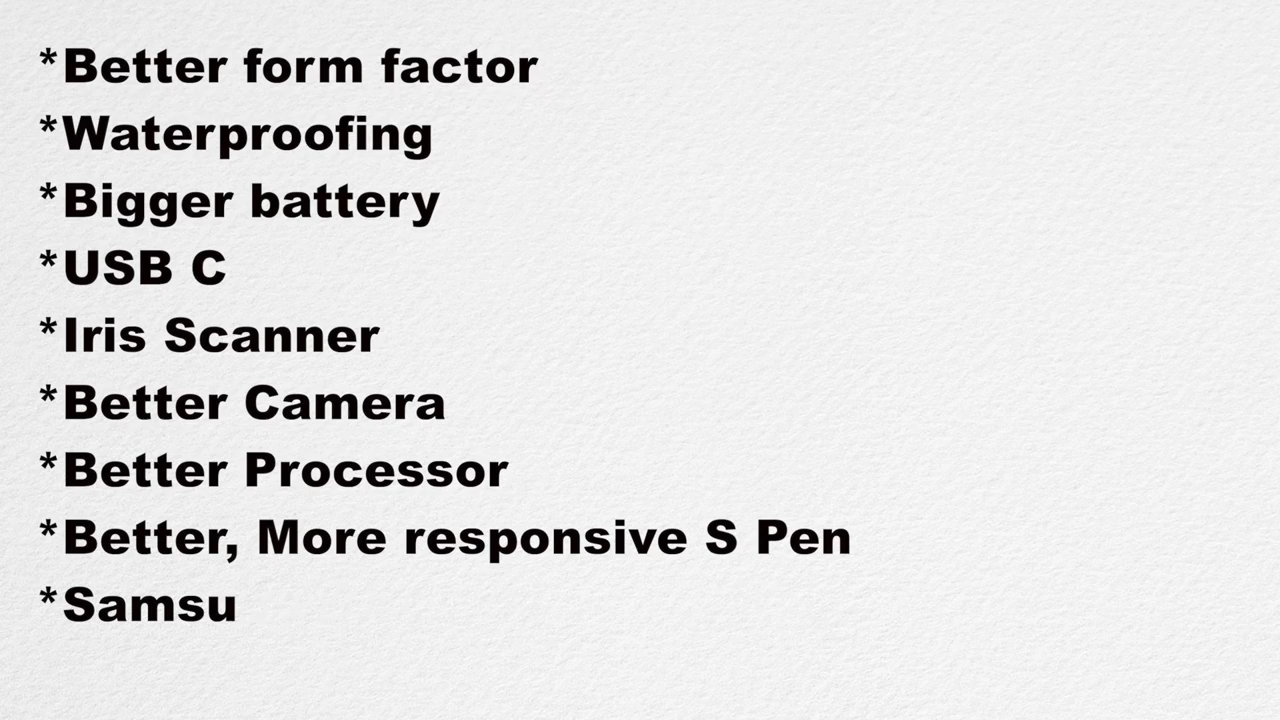 *Better form factor
*Waterproofing
*Bigger battery
*USB C
*Iris Scanner
*Better Camera
*Better Processor
*Better, More responsive S Pen
*Samsu